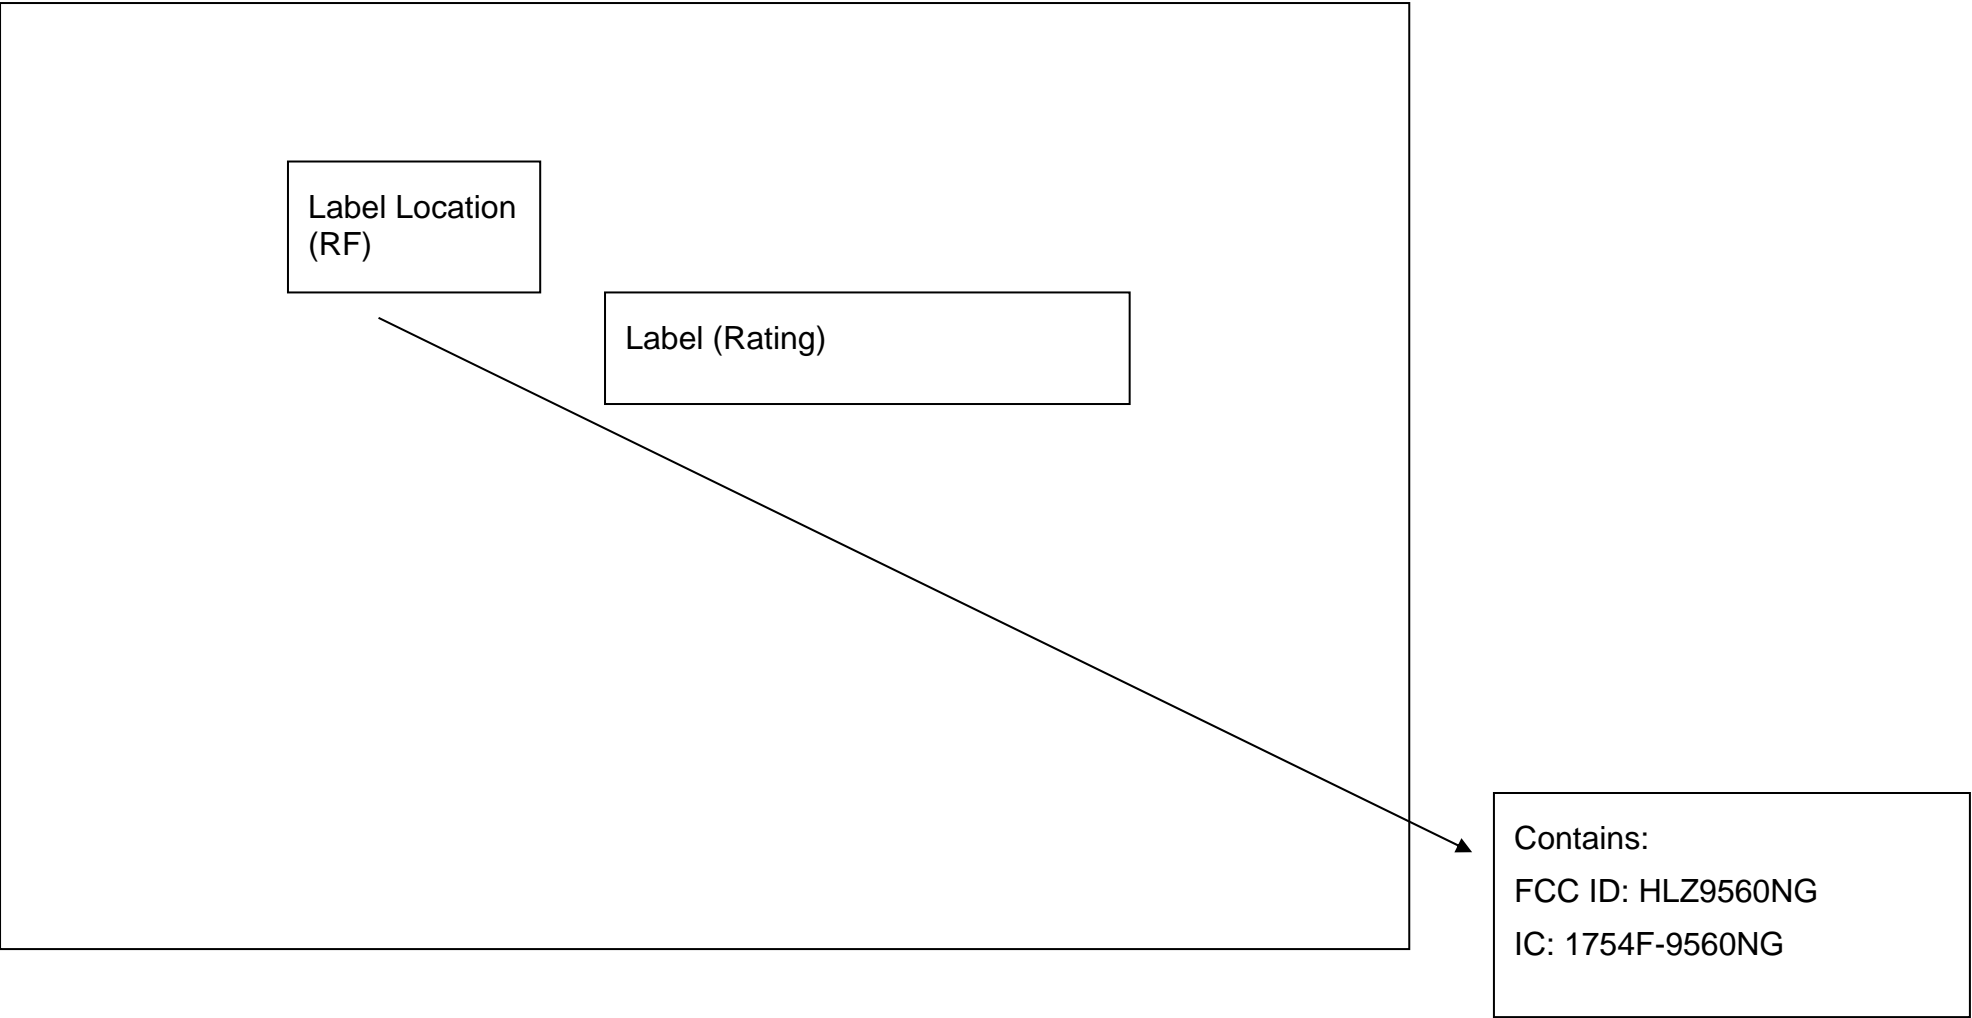 Label Location
(RF)
Label (Rating)
Contains:
FCC ID: HLZ9560NG
IC: 1754F-9560NG